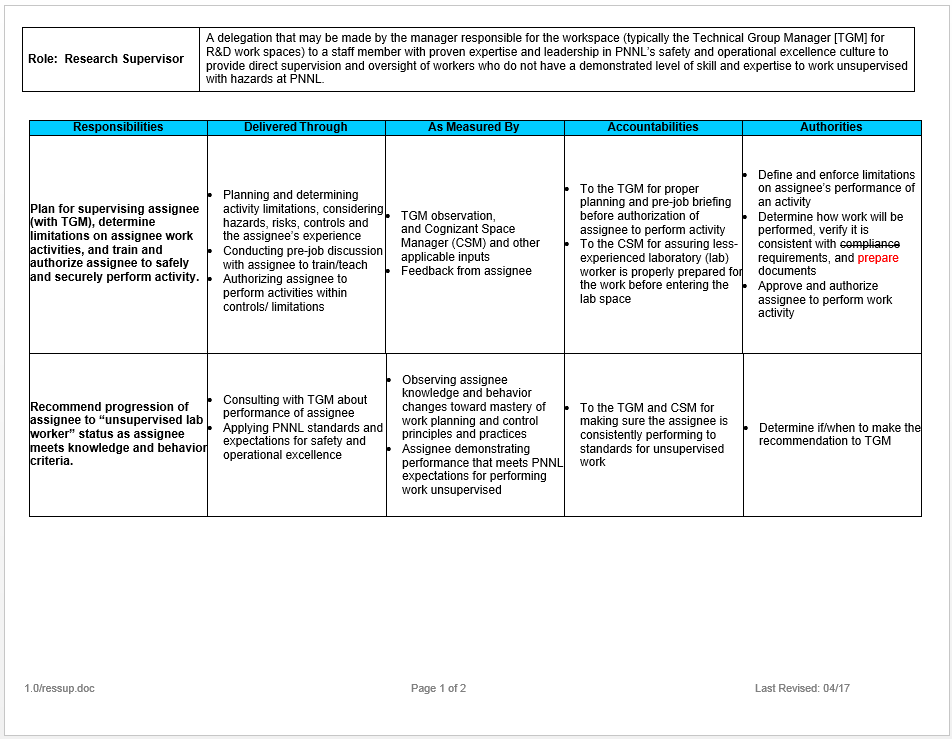 Role: Research Supervisor
A delegation that may be made by the manager responsible for the workspace (typically the Technical Group Manager [TGM] for
R&D work spaces) to a staff member with proven expertise and leadership in PNNL's safety and operational excellence culture to
provide direct supervision and oversight of workers who do not have a demonstrated level of skill and expertise to work unsupervised
with hazards at PNNL.
Responsibilities
Delivered Through
As Measured By
Accountabilities
Authorities
Plan for supervising assignee
(with TGM), determine
limitations on assignee work
activities, and train and
authorize assignee to safely
and securely perform activity.
• Planning and determining
activity limitations, considering
hazards, risks, controls and
the assignee's experience
• Conducting pre-job discussion
with assignee to train/teach
• Authorizing assignee to
perform activities within
controls/ limitations
• TGM observation,
and Cognizant Space
Manager (CSM) and other
applicable inputs
• Feedback from assignee
• To the TGM for proper
planning and pre-job briefing
before authorization of
assignee to perform activity
• To the CSM for assuring less-
experienced laboratory (lab)
worker is properly prepared for
the work before entering the
lab space
• Define and enforce limitations
on assignee's performance of
an activity
• Determine how work will be
performed, verify it is
consistent with compliance
requirements, and prepare
documents
• Approve and authorize
assignee to perform work
activity
Recommend progression of
assignee to “unsupervised lab
worker” status as assignee
meets knowledge and behavior
criteria.
• Consulting with TGM about
performance of assignee
• Applying PNNL standards and
expectations for safety and
operational excellence
• Observing assignee
knowledge and behavior
changes toward mastery of
work planning and control
principles and practices
• Assignee demonstrating
performance that meets PNNL
expectations for performing
work unsupervised
• To the TGM and CSM for
making sure the assignee is
consistently performing to
standards for unsupervised
work
• Determine if/when to make the
recommendation to TGM
1.0/ressup.doc
Page 1 of 2
Last Revised: 04/17